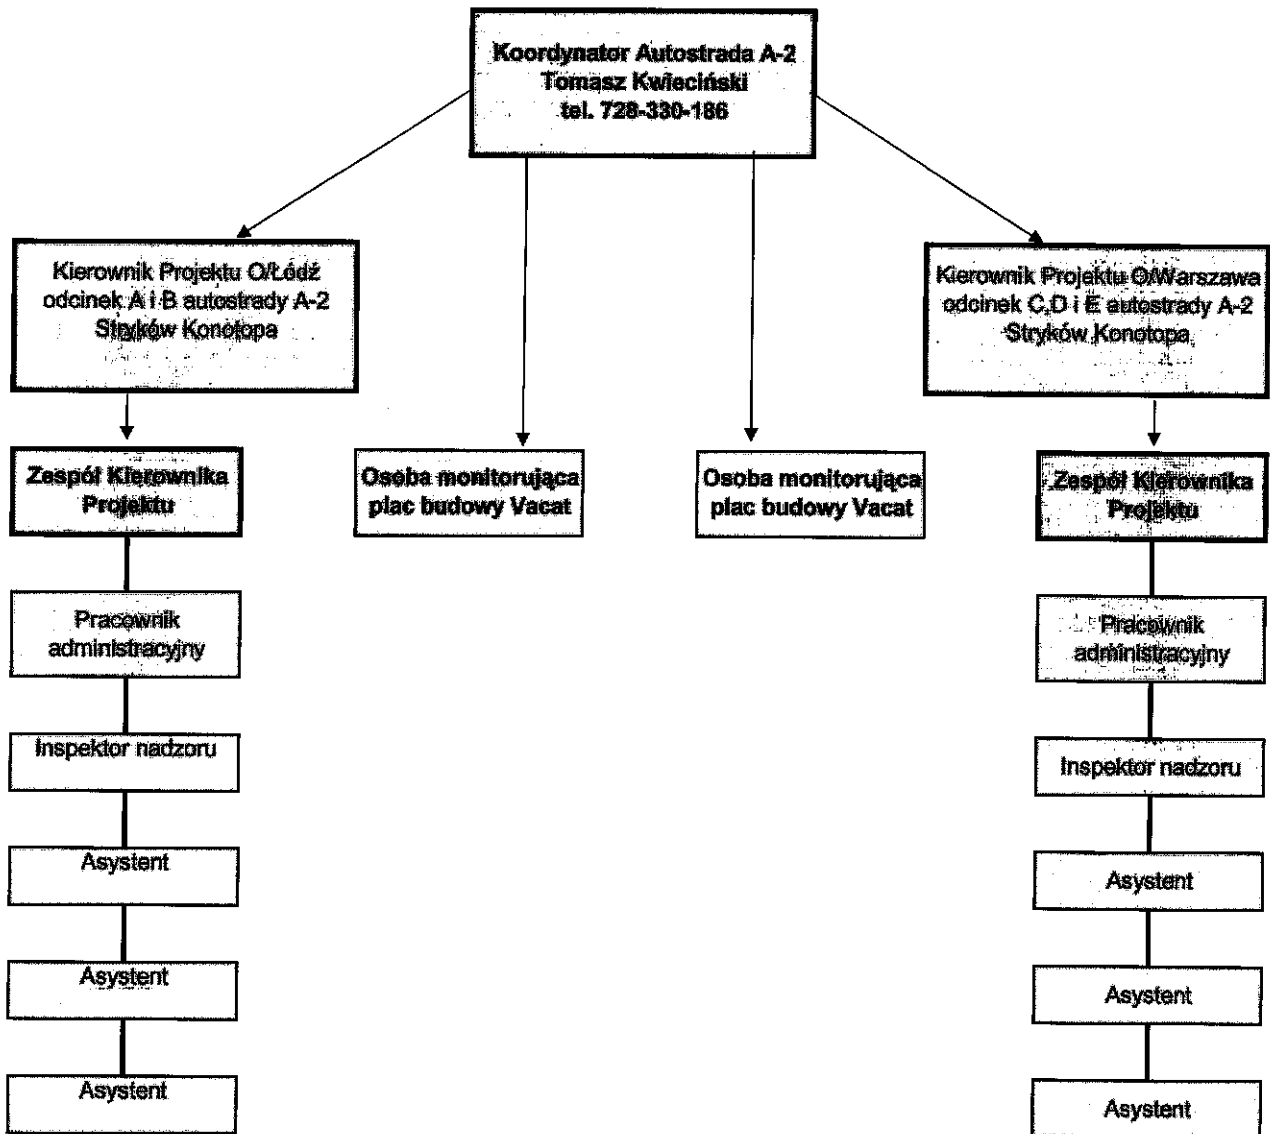 Koordynator Autostrada A-2
Tomasz Kwieciński
tel. 728-330-186
Kierownik Projektu O/Łódź
odcinek A i B autostrady A-2
Stryków Konotopa
Kierownik Projektu O/Warszawa
odcinek C,D i E autostrady A-2
Stryków Konotopa
Zespół Kierownika
Projektu
Osoba monitorująca
plac budowy Vacat
Osoba monitorująca
plac budowy Vacat
Zespół Kierownika
Projektu
Pracownik
administracyjny
Pracownik
administracyjny
Inspektor nadzoru
Inspektor nadzoru
Asystent
Asystent
Asystent
Asystent
Asystent
Asystent